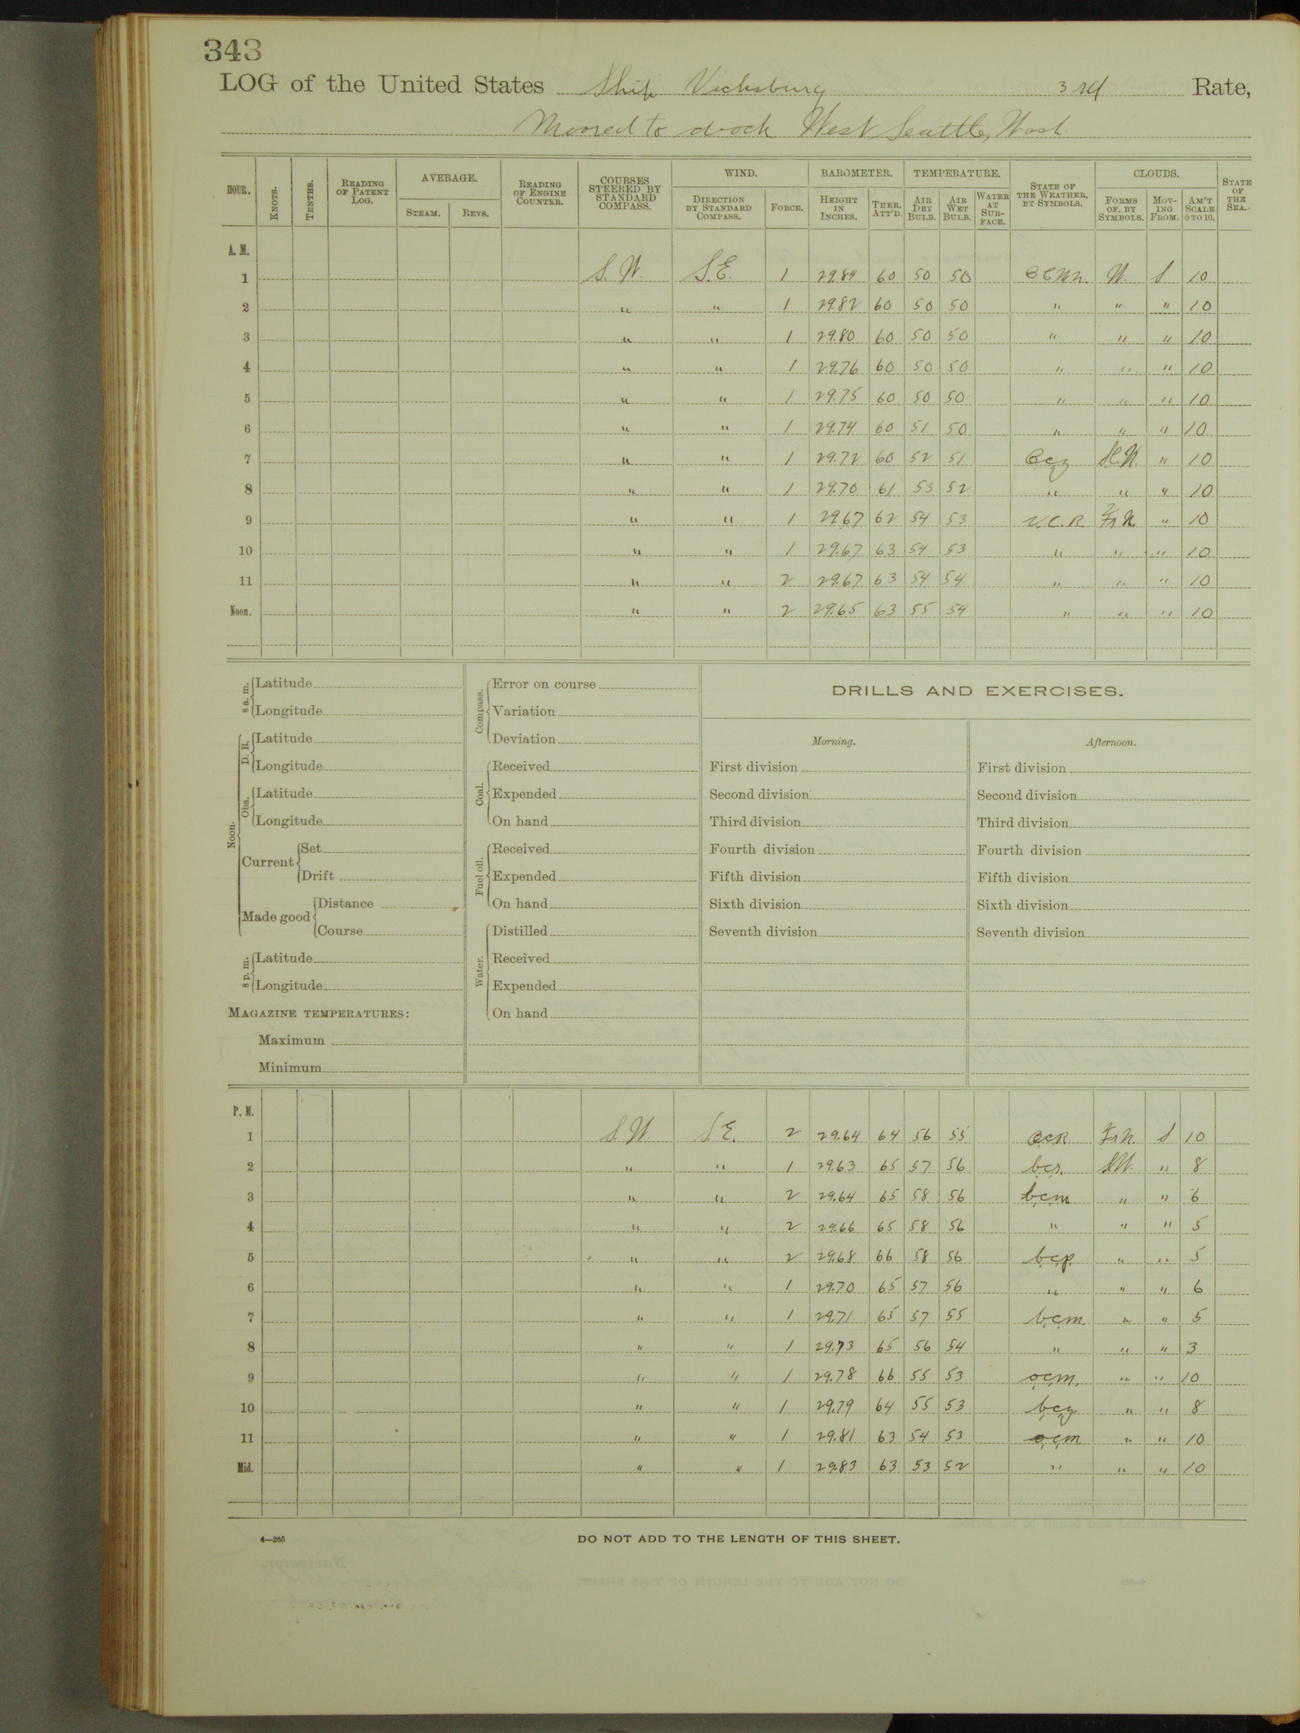 343
LOG of the United States Ship Vicksburg 3rd Rate,
Moored to dock West Seattle, Wash
HOUR. KNOTS. TENTHS. READING OF PATENT LOG. AVERAGE. STEAM. REVS. READING OF ENGINE COUNTER. COURSES STEERED BY STANDARD COMPASS. WIND. DIRECTION BY STANDARD COMPASS. FORCE. BAROMETER. HEIGHT IN INCHES. THER. ATT'D. TEMPERATURE. AIR DRY BULB. AIR WET BULB. WATER AT SURFACE. STATE OF THE WEATHER, BY SYMBOLS. CLOUDS. FORMS OF, BY SYMBOLS. MOVING FROM. AM'T SCALE 0 TO 10. STATE OF THE SEA.
A. M.
1 S.W. S.E. 1 29.84 60 50 50 N. S 10
2 " " 1 29.82 60 50 50 " " " 10
3 " " 1 29.80 60 50 50 " " " 10
4 " " 1 29.76 60 50 50 " " " 10
5 " " 1 29.75 60 50 50 " " " 10
6 " " 1 29.74 60 51 50 " " " 10
7 " " 1 29.72 60 52 51 ocz S.N. " 10
8 " " 1 29.70 61 53 52 " " " 10
9 " " 1 29.67 62 54 53 Fr N " 10
10 " " 1 29.67 63 54 53 " " " 10
11 " " 2 29.67 63 54 54 " " " 10
Noon. " " 2 29.65 63 55 54 " " " 10
8 a.m. Latitude
Longitude
Noon. D. R. Latitude
Longitude
Obs. Latitude
Longitude
Current Set
Drift
Made good Distance
Course
8 p. m. Latitude
Longitude
MAGAZINE TEMPERATURES:
Maximum
Minimum
Compass. Error on course
Variation
Deviation
Coal. Received
Expended
On hand
Fuel oil. Received
Expended
On hand
Water. Distilled
Received
Expended
On hand
DRILLS AND EXERCISES.
Morning.
First division
Second division
Third division
Fourth division
Fifth division
Sixth division
Seventh division
Afternoon.
First division
Second division
Third division
Fourth division
Fifth division
Sixth division
Seventh division
P. M.
1 S.W. S.E. 2 29.64 64 56 55 OCR Fr N. S 10
2 " " 1 29.63 65 57 56 bcr. S.N. " 8
3 " " 2 29.64 65 58 56 bcm " " 6
4 " " 2 29.66 65 58 56 " " " 5
5 " " 2 29.68 66 58 56 bcp. " " 5
6 " " 1 29.70 65 57 56 " " " 6
7 " " 1 29.71 65 57 55 bcm. " " 5
8 " " 1 29.73 65 56 54 " " " 3
9 " " 1 29.78 66 55 53 ocm. " " 10
10 " " 1 29.79 64 55 53 bcz " " 8
11 " " 1 29.81 63 54 53 ocm " " 10
Mid. " " 1 29.83 63 53 52 " " " 10
4—265
DO NOT ADD TO THE LENGTH OF THIS SHEET.